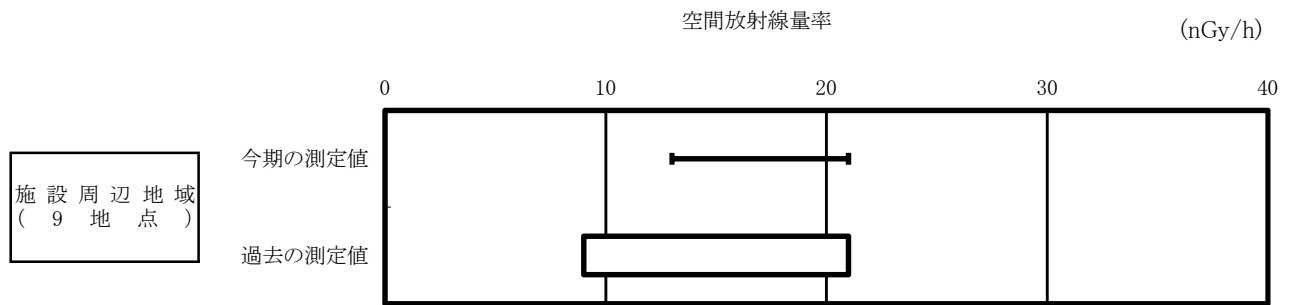 空間放射線量率
(nGy/h)
0 10 20 30 40
今期の測定値
施設周辺地域
(9地点)
過去の測定値